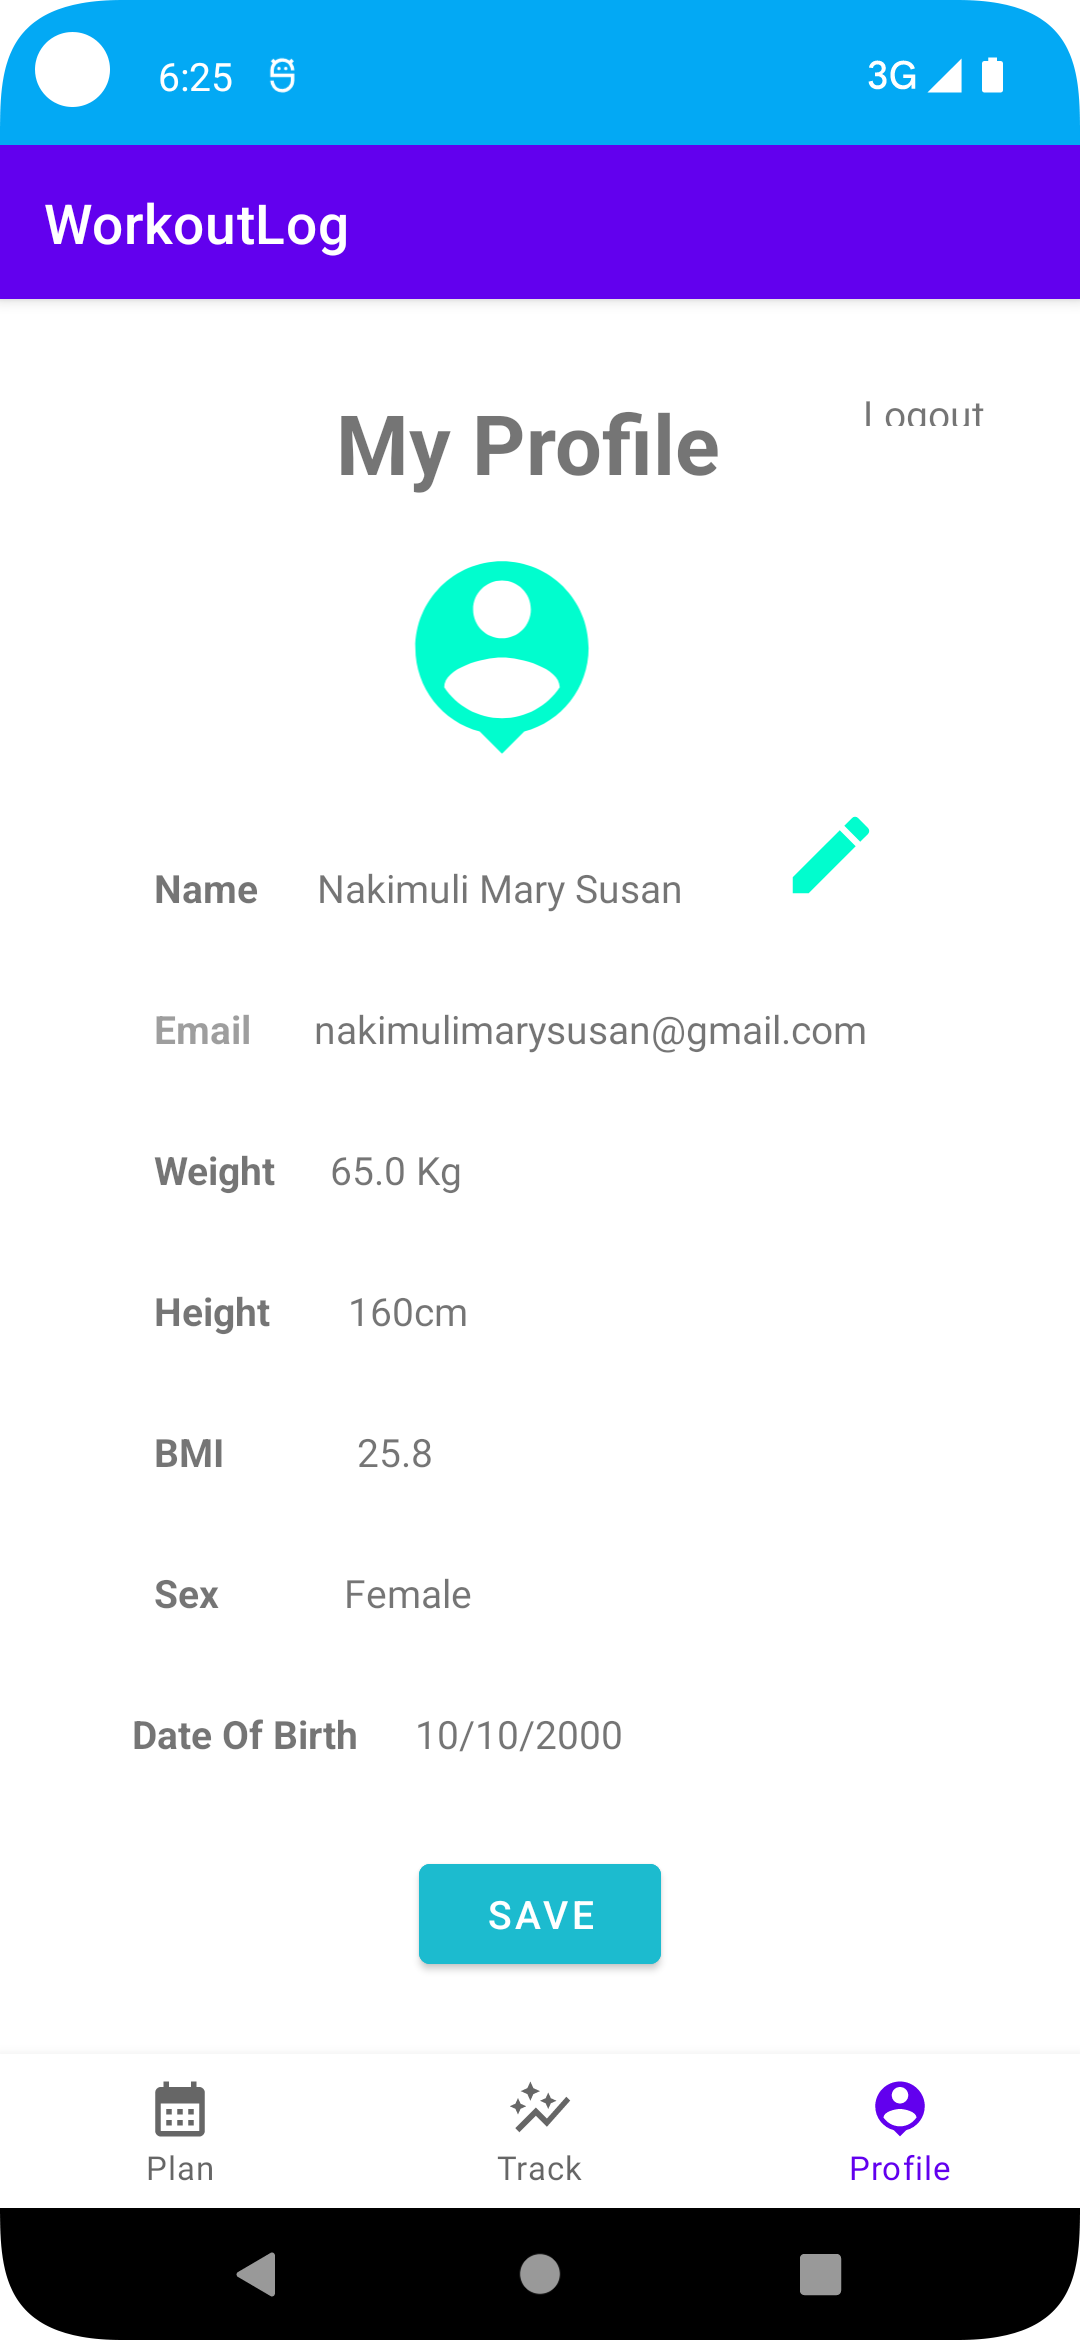 6:25
3G
WorkoutLog
Logout
My Profile
Name Nakimuli Mary Susan
Email nakimulimarysusan@gmail.com
Weight 65.0 Kg
Height 160cm
BMI 25.8
Sex Female
Date Of Birth 10/10/2000
SAVE
Plan Track Profile